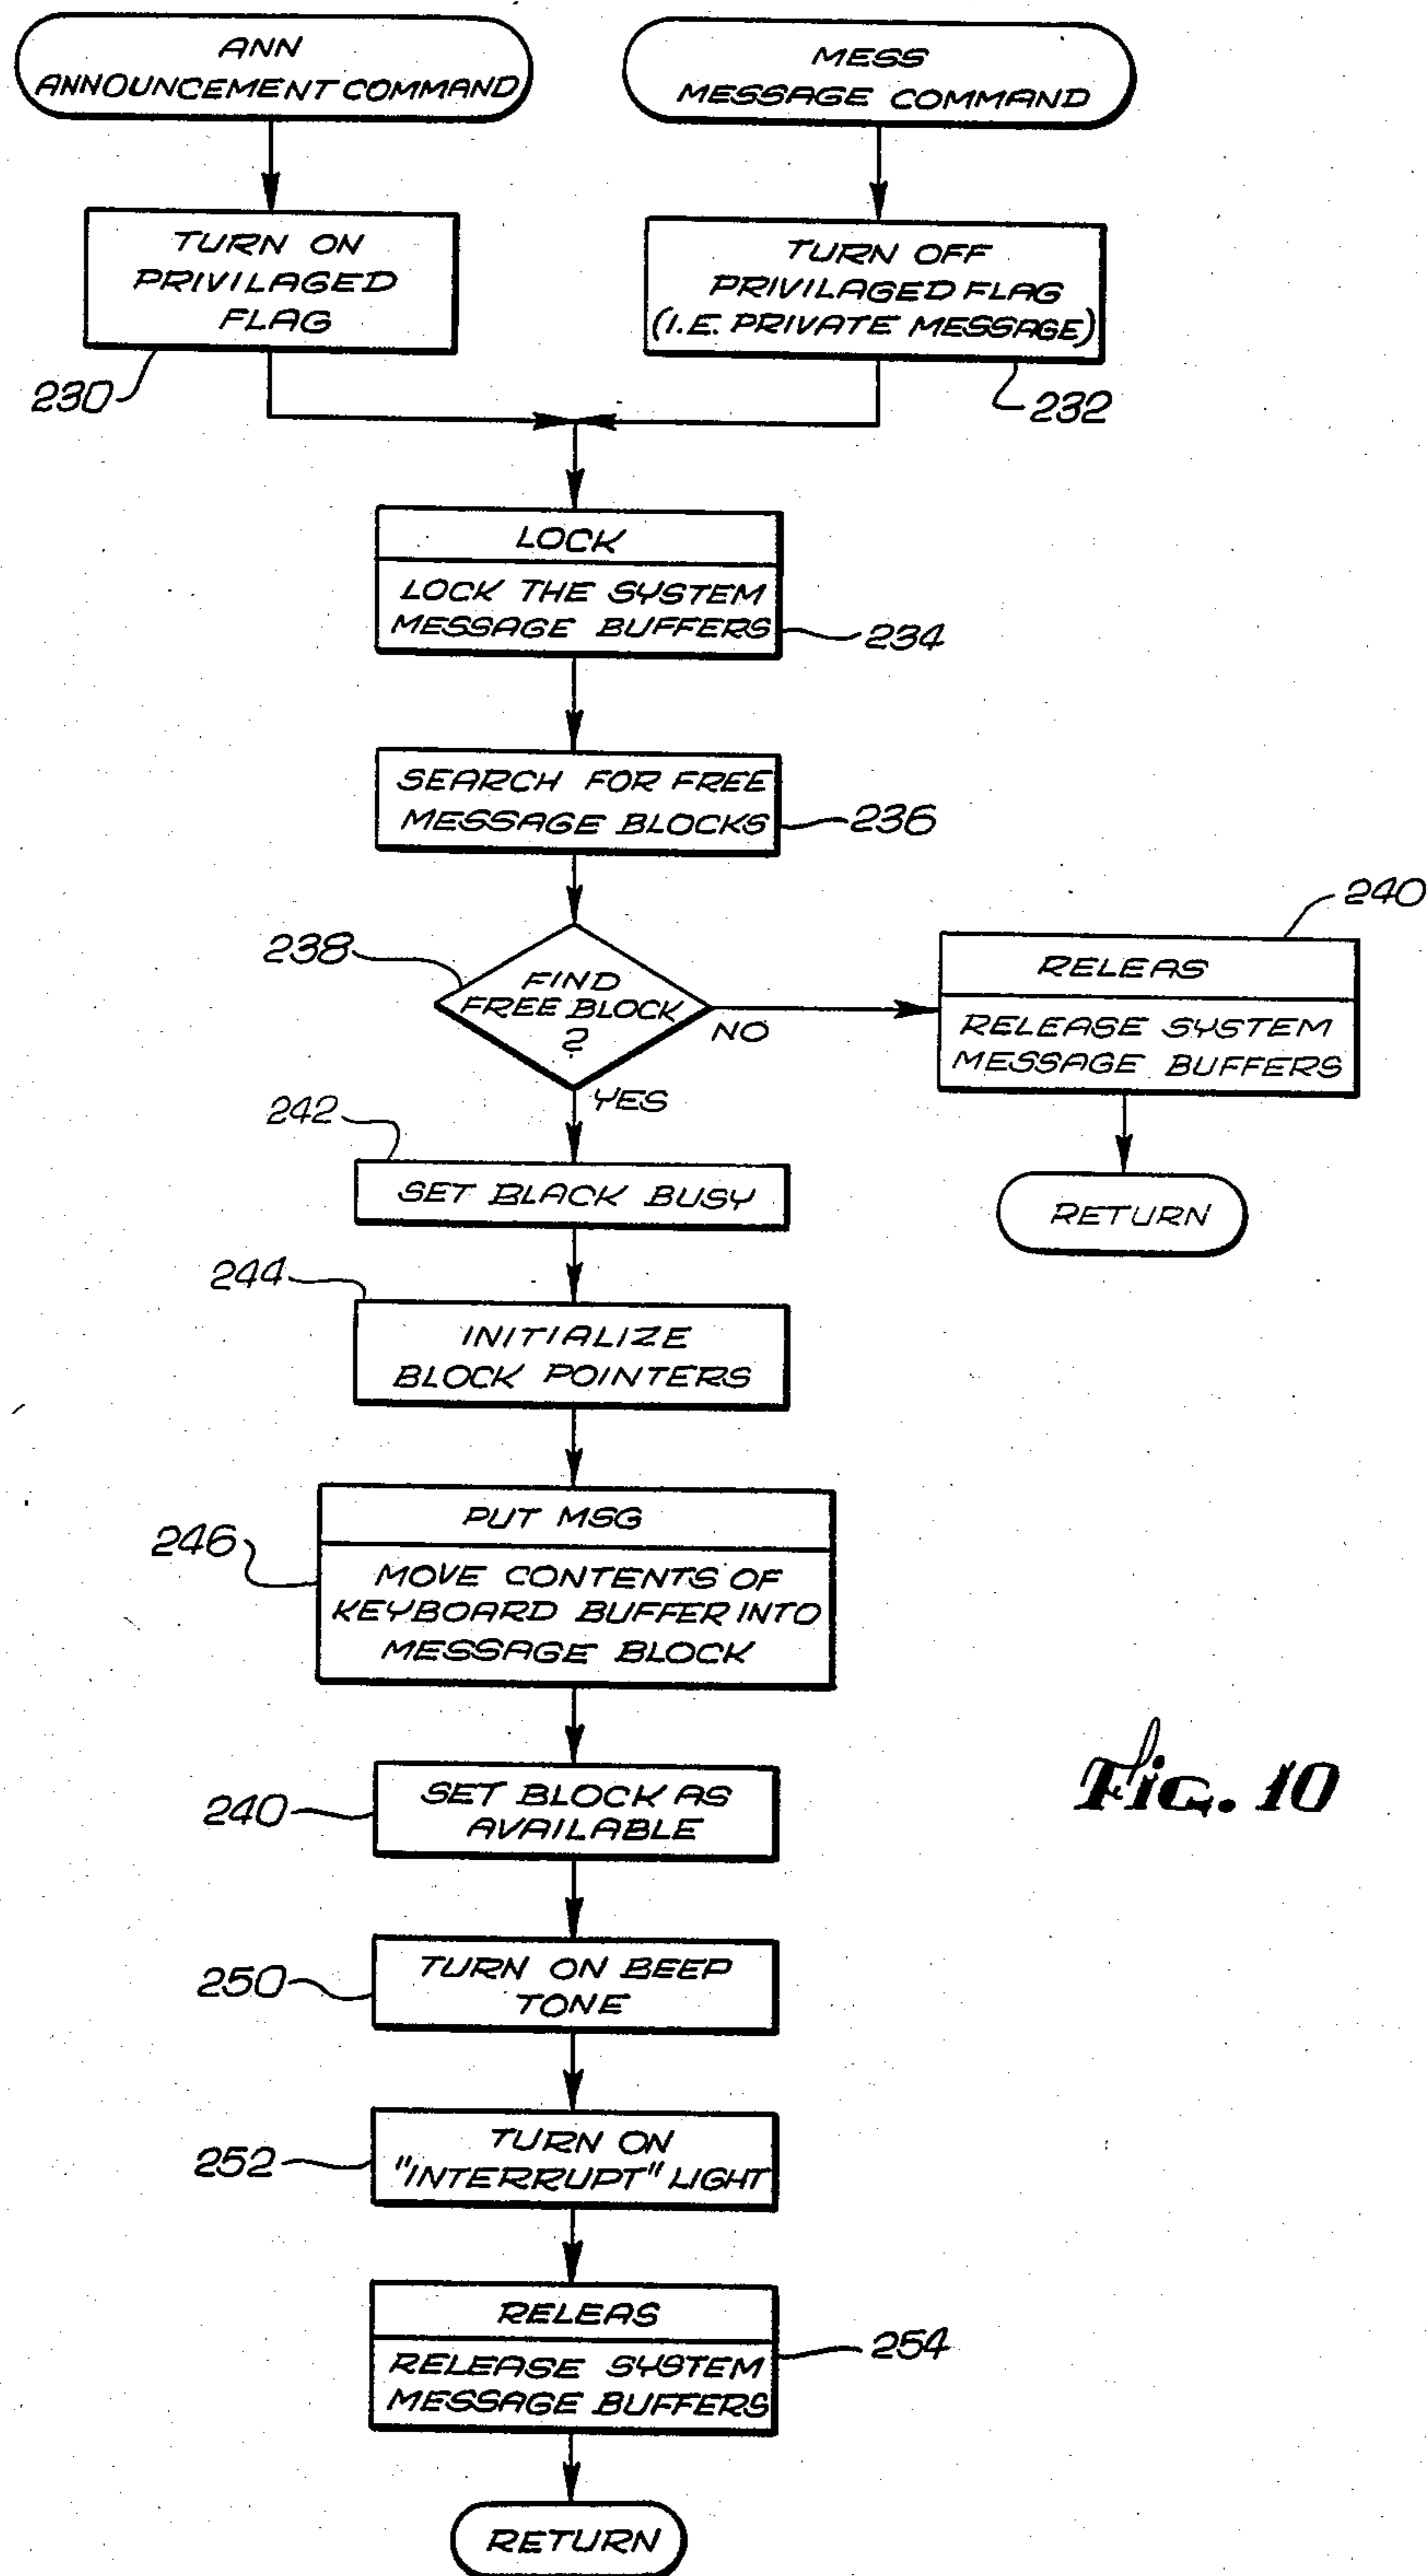 ANN
ANNOUNCEMENT COMMAND
MESS
MESSAGE COMMAND
TURN ON
PRIVILAGED
FLAG
230
TURN OFF
PRIVILAGED FLAG
(I.E. PRIVATE MESSAGE)
232
LOCK
LOCK THE SYSTEM
MESSAGE BUFFERS
234
SEARCH FOR FREE
MESSAGE BLOCKS
236
238
FIND
FREE BLOCK
?
NO
YES
240
RELEAS
RELEASE SYSTEM
MESSAGE BUFFERS
RETURN
242
SET BLACK BUSY
244
INITIALIZE
BLOCK POINTERS
246
PUT MSG
MOVE CONTENTS OF
KEYBOARD BUFFER INTO
MESSAGE BLOCK
240
SET BLOCK AS
AVAILABLE
250
TURN ON BEEP
TONE
252
TURN ON
"INTERRUPT" LIGHT
RELEAS
RELEASE SYSTEM
MESSAGE BUFFERS
254
RETURN
Fig. 10